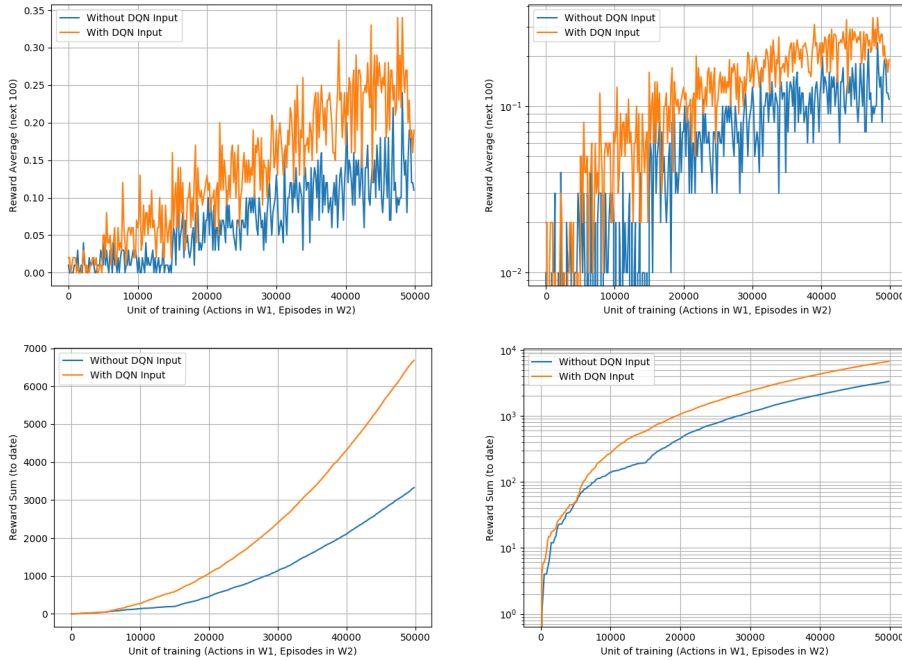 Reward Average (next 100)
0.35
0.30
0.25
0.20
0.15
0.10
0.05
0.00
Without DQN Input
With DQN Input
0 10000 20000 30000 40000 50000
Unit of training (Actions in W1, Episodes in W2)
Reward Average (next 100)
10⁻¹
10⁻²
Without DQN Input
With DQN Input
0 10000 20000 30000 40000 50000
Unit of training (Actions in W1, Episodes in W2)
Reward Sum (to date)
7000
6000
5000
4000
3000
2000
1000
0
Without DQN Input
With DQN Input
0 10000 20000 30000 40000 50000
Unit of training (Actions in W1, Episodes in W2)
Reward Sum (to date)
10⁴
10³
10²
10¹
10⁰
Without DQN Input
With DQN Input
0 10000 20000 30000 40000 50000
Unit of training (Actions in W1, Episodes in W2)